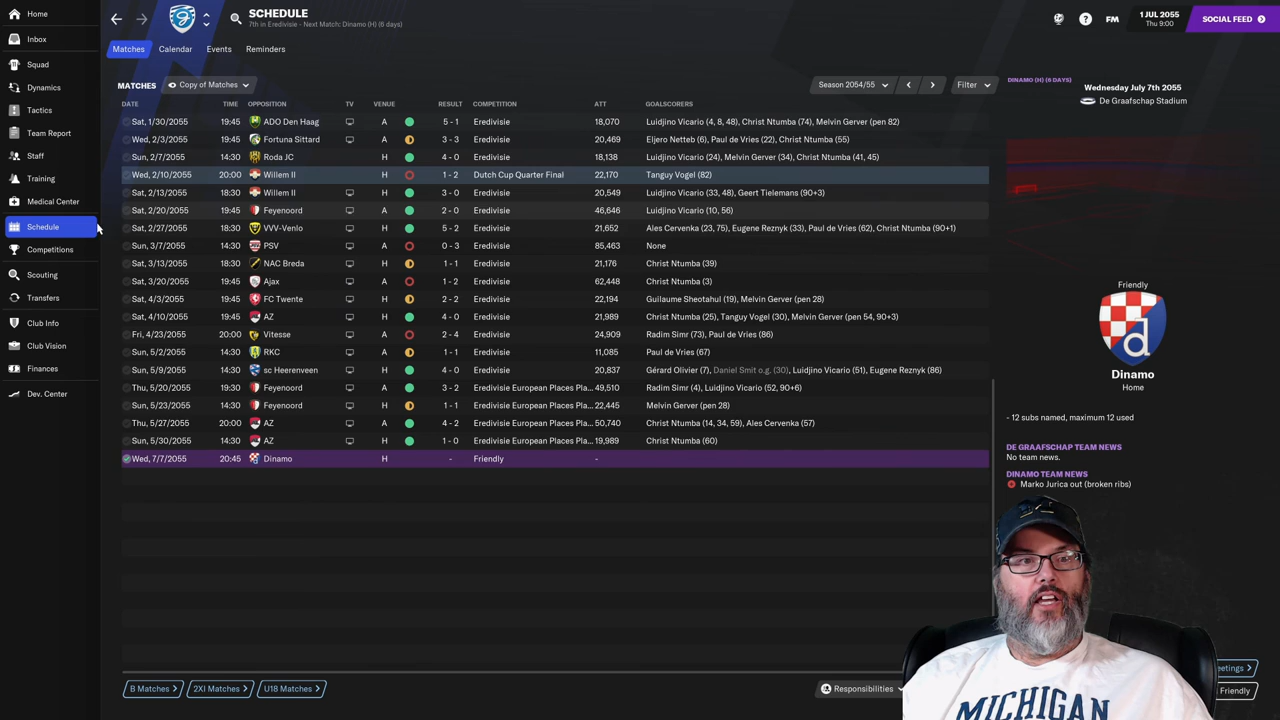 Home
SCHEDULE
7th in Eredivisie - Next Match: Dinamo (H) (6 days)
FM
1 JUL 2055
Thu 9:00
SOCIAL FEED
Inbox
Squad
Dynamics
Tactics
Team Report
Staff
Training
Medical Center
Schedule
Competitions
Scouting
Transfers
Club Info
Club Vision
Finances
Dev. Center
Matches Calendar Events Reminders
MATCHES Copy of Matches Season 2054/55 Filter
DATE TIME OPPOSITION TV VENUE RESULT COMPETITION ATT GOALSCORERS
Sat, 1/30/2055 19:45 ADO Den Haag A 5 - 1 Eredivisie 18,070 Luidjino Vicario (4, 8, 48), Christ Ntumba (74), Melvin Gerver (pen 82)
Wed, 2/3/2055 19:45 Fortuna Sittard A 3 - 3 Eredivisie 20,469 Eljero Netteb (6), Paul de Vries (22), Christ Ntumba (55)
Sun, 2/7/2055 14:30 Roda JC H 4 - 0 Eredivisie 18,138 Luidjino Vicario (24), Melvin Gerver (34), Christ Ntumba (41, 45)
Wed, 2/10/2055 20:00 Willem II H 1 - 2 Dutch Cup Quarter Final 22,170 Tanguy Vogel (82)
Sat, 2/13/2055 18:30 Willem II H 3 - 0 Eredivisie 20,549 Luidjino Vicario (33, 48), Geert Tielemans (90+3)
Sat, 2/20/2055 19:45 Feyenoord A 2 - 0 Eredivisie 46,646 Luidjino Vicario (10, 56)
Sat, 2/27/2055 18:30 VVV-Venlo H 5 - 2 Eredivisie 21,652 Ales Cervenka (23, 75), Eugene Reznyk (33), Paul de Vries (62), Christ Ntumba (90+1)
Sun, 3/7/2055 14:30 PSV A 0 - 3 Eredivisie 85,463 None
Sat, 3/13/2055 18:30 NAC Breda H 1 - 1 Eredivisie 21,176 Christ Ntumba (39)
Sat, 3/20/2055 19:45 Ajax A 1 - 2 Eredivisie 62,448 Christ Ntumba (3)
Sat, 4/3/2055 19:45 FC Twente H 2 - 2 Eredivisie 22,194 Guilaume Sheotahul (19), Melvin Gerver (pen 28)
Sat, 4/10/2055 19:45 AZ H 4 - 0 Eredivisie 21,989 Christ Ntumba (25), Tanguy Vogel (30), Melvin Gerver (pen 54, 90+3)
Fri, 4/23/2055 20:00 Vitesse A 2 - 4 Eredivisie 24,909 Radim Simr (73), Paul de Vries (86)
Sun, 5/2/2055 14:30 RKC A 1 - 1 Eredivisie 11,085 Paul de Vries (67)
Sun, 5/9/2055 14:30 sc Heerenveen H 4 - 0 Eredivisie 20,837 Gérard Olivier (7), Daniel Smit o.g. (30), Luidjino Vicario (51), Eugene Reznyk (86)
Thu, 5/20/2055 19:30 Feyenoord A 3 - 2 Eredivisie European Places Pla... 49,510 Radim Simr (4), Luidjino Vicario (52, 90+6)
Sun, 5/23/2055 14:30 Feyenoord H 1 - 1 Eredivisie European Places Pla... 22,445 Melvin Gerver (pen 28)
Thu, 5/27/2055 20:00 AZ A 4 - 2 Eredivisie European Places Pla... 50,740 Christ Ntumba (14, 34, 59), Ales Cervenka (57)
Sun, 5/30/2055 14:30 AZ H 1 - 0 Eredivisie European Places Pla... 19,989 Christ Ntumba (60)
Wed, 7/7/2055 20:45 Dinamo H - Friendly -
DINAMO (H) (6 DAYS)
Wednesday July 7th 2055
De Graafschap Stadium
Friendly
Dinamo
Home
- 12 subs named, maximum 12 used
DE GRAAFSCHAP TEAM NEWS
No team news.
DINAMO TEAM NEWS
Marko Jurica out (broken ribs)
B Matches 2XI Matches U18 Matches
Responsibilities
eetings
Friendly
MICHIGAN